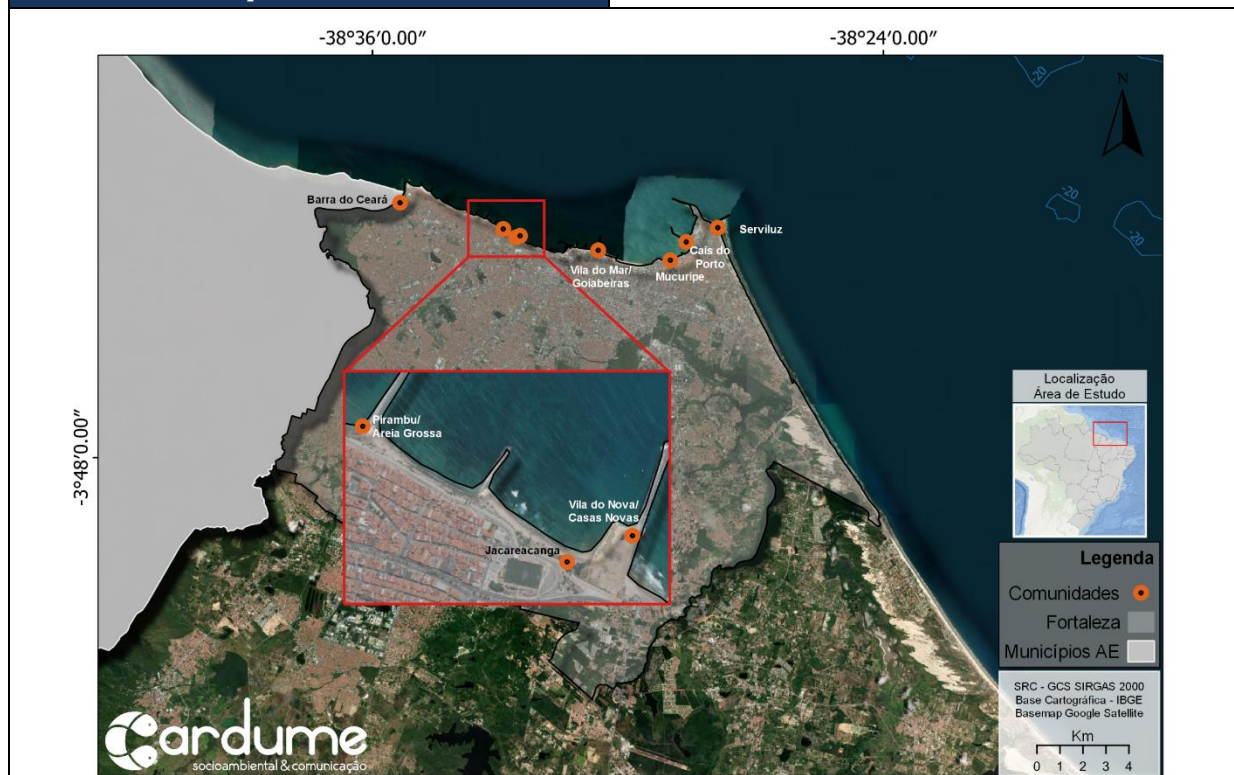 -38°36′0.00″
-38°24′0.00″
-20
N
-20
-20
Barra do Ceará
Serviluz
Cais do
Porto
Mucuripe
Vila do Mar/
Goiabeiras
Localização
Área de Estudo
-3°48′0.00″
Pirambu/
Areia Grossa
Vila do Nova/
Casas Novas
Jacareacanga
Legenda
Comunidades
Fortaleza
Municípios AE
SRC - GCS SIRGAS 2000
Base Cartográfica - IBGE
Basemap Google Satellite
Km
0 1 2 3 4
Cardume
socioambiental & comunicação